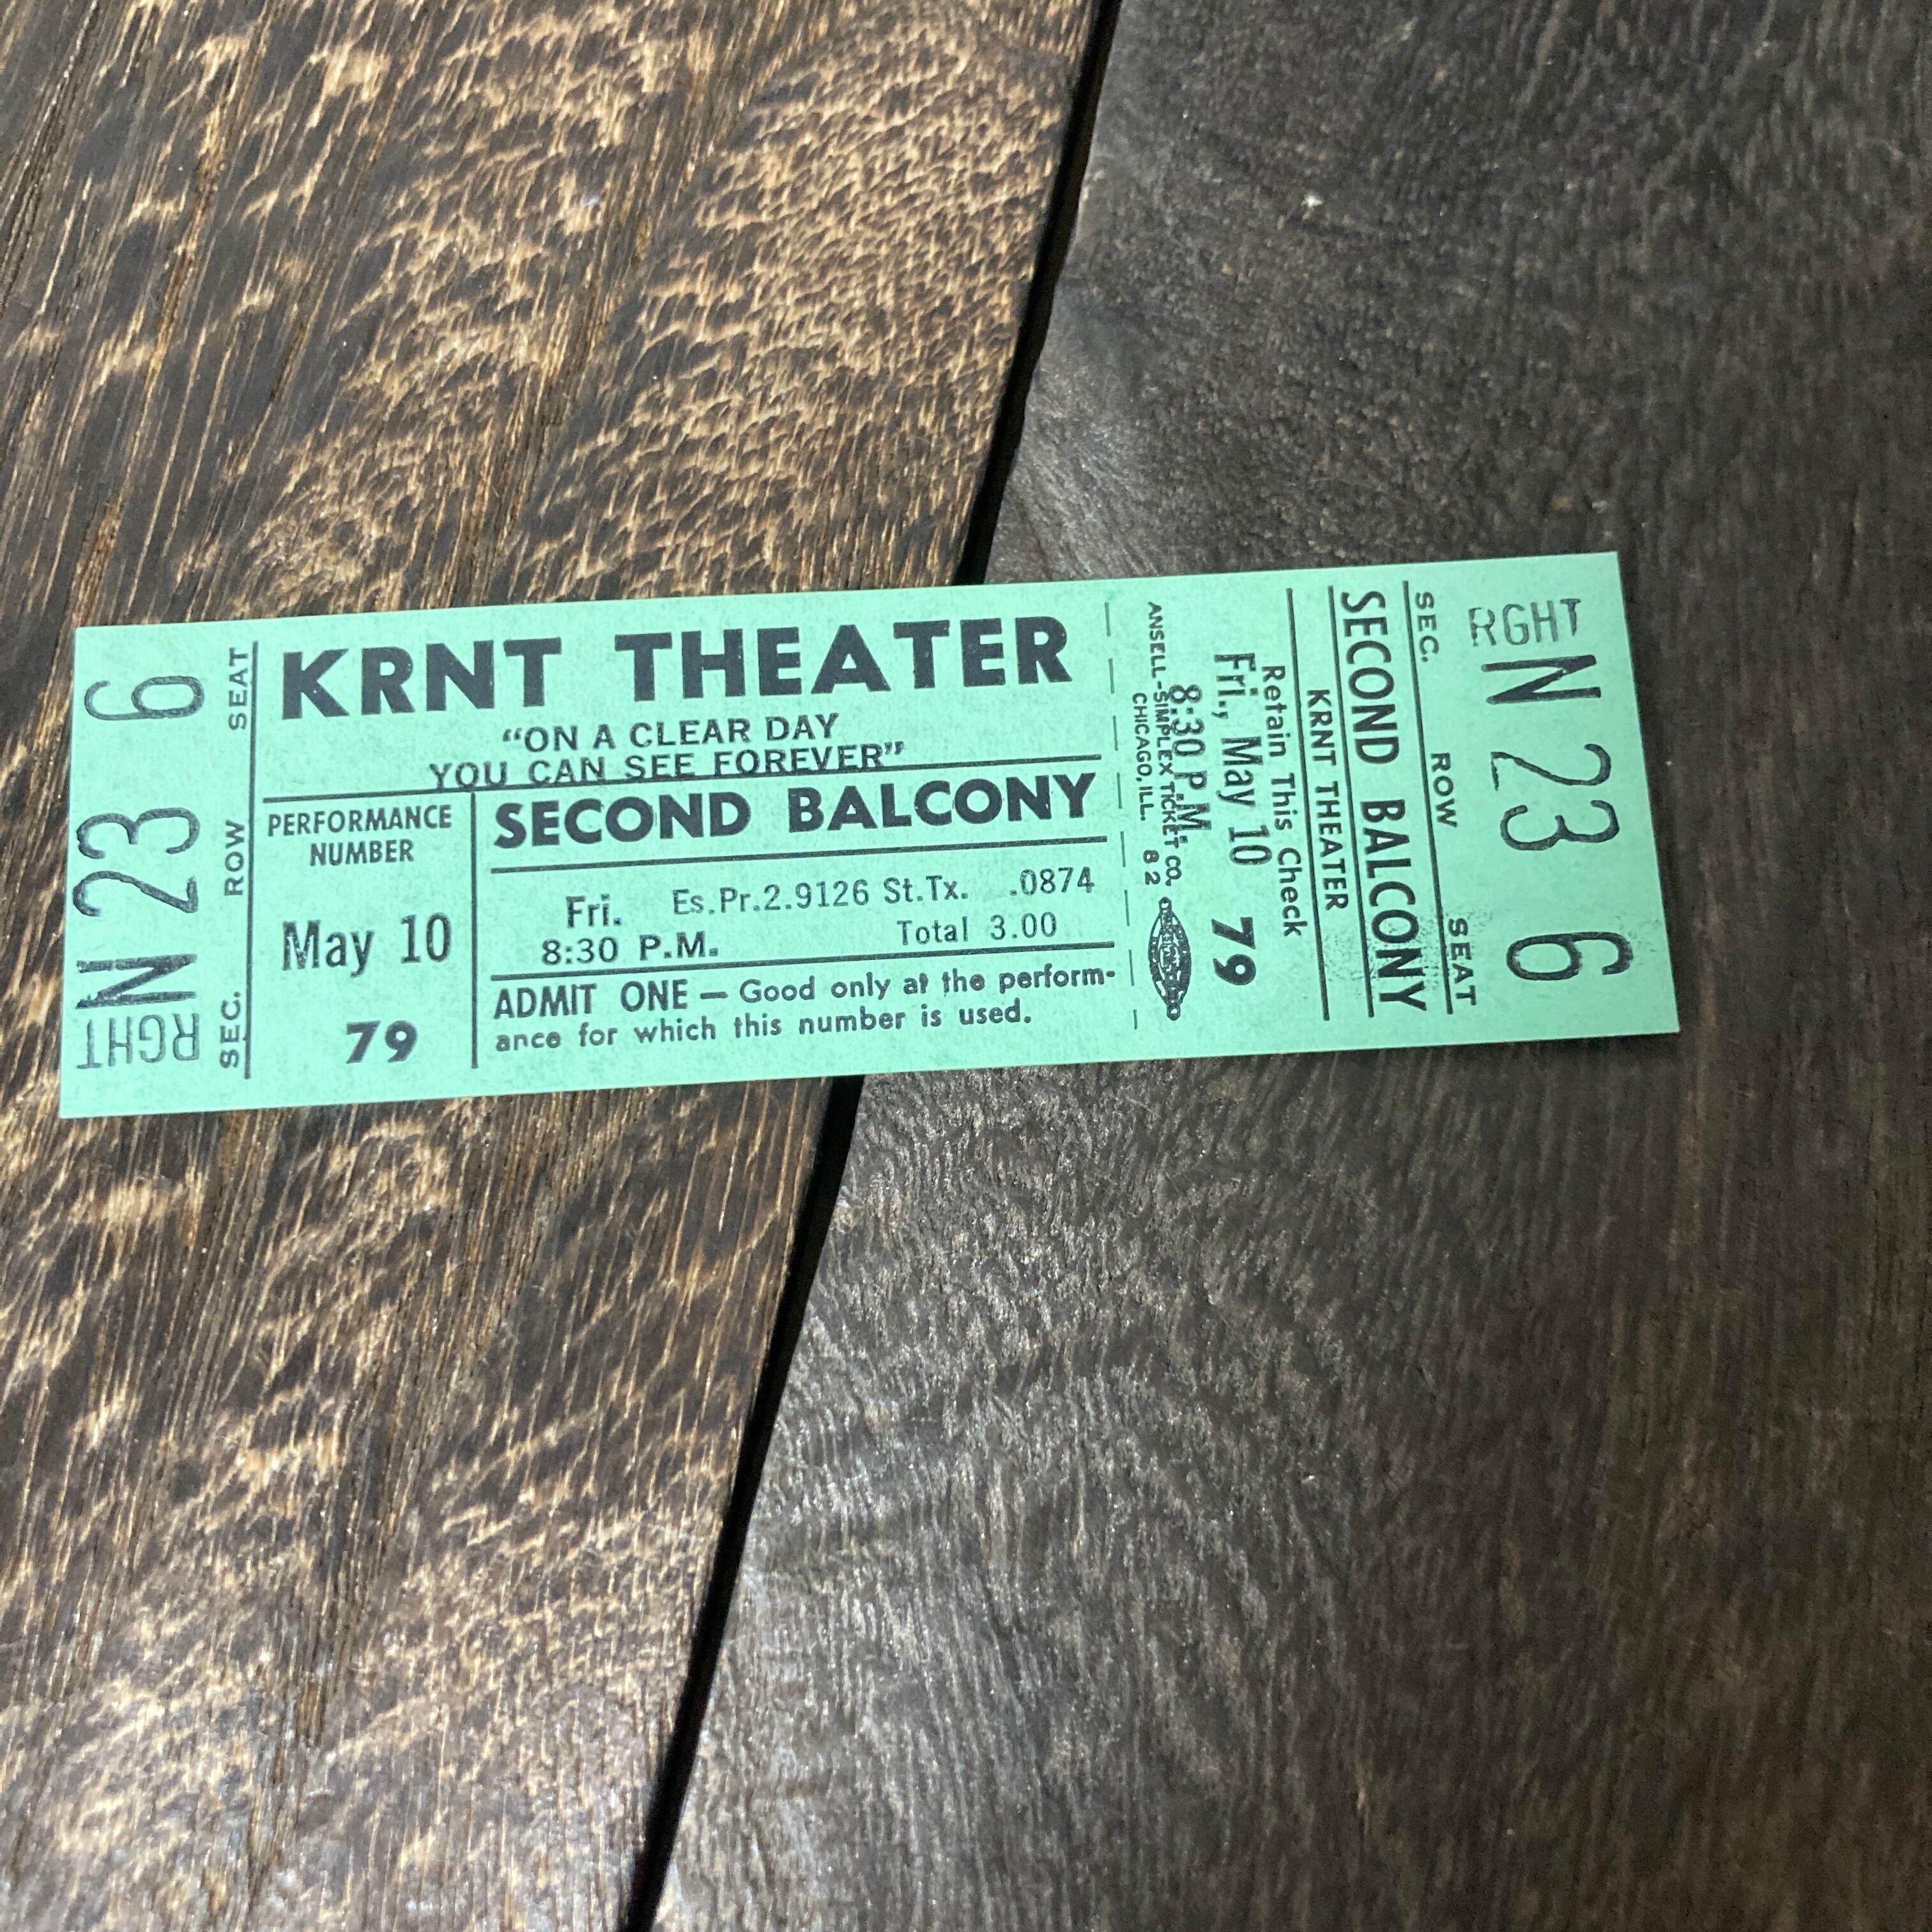 RGHT N 23 6
SEC. ROW SEAT
KRNT THEATER
“ON A CLEAR DAY
YOU CAN SEE FOREVER”
PERFORMANCE
NUMBER
May 10
79
SECOND BALCONY
Fri.
8:30 P.M.
Es.Pr.2.9126 St.Tx. .0874
Total 3.00
ADMIT ONE — Good only at the perform-
ance for which this number is used.
RGHT N 23 6
SEC. ROW SEAT
SECOND BALCONY
KRNT THEATER
Retain This Check
Fri., May 10 79
8:30 P.M.
ANSELL-SIMPLEX TICKET CO. 82
CHICAGO, ILL.